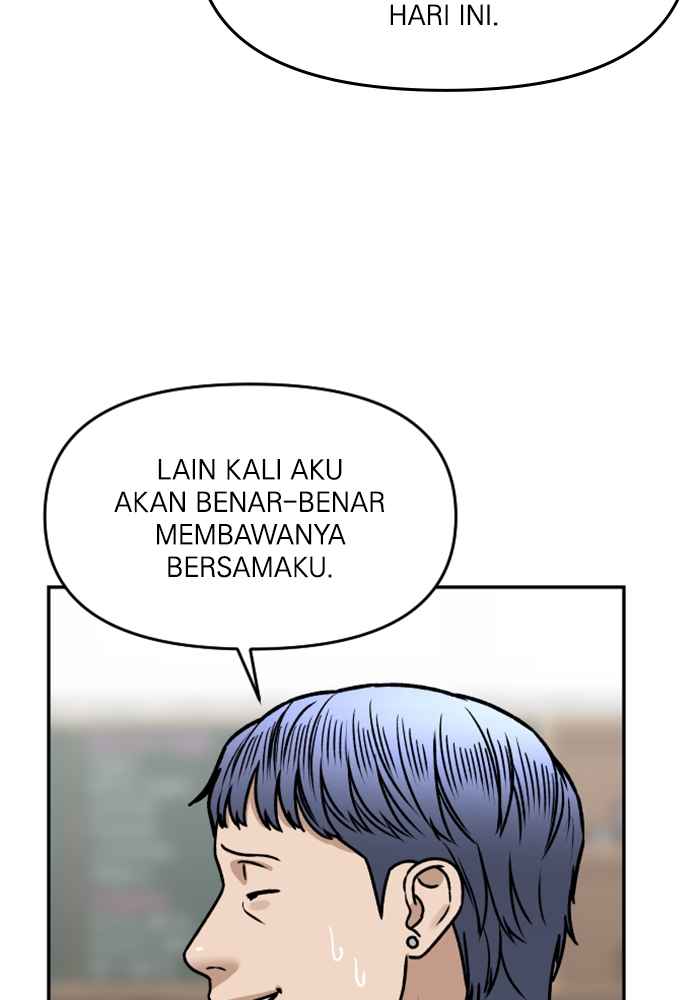 HARI INI.
LAIN KALI AKU
AKAN BENAR-BENAR
MEMBAWANYA
BERSAMAKU.